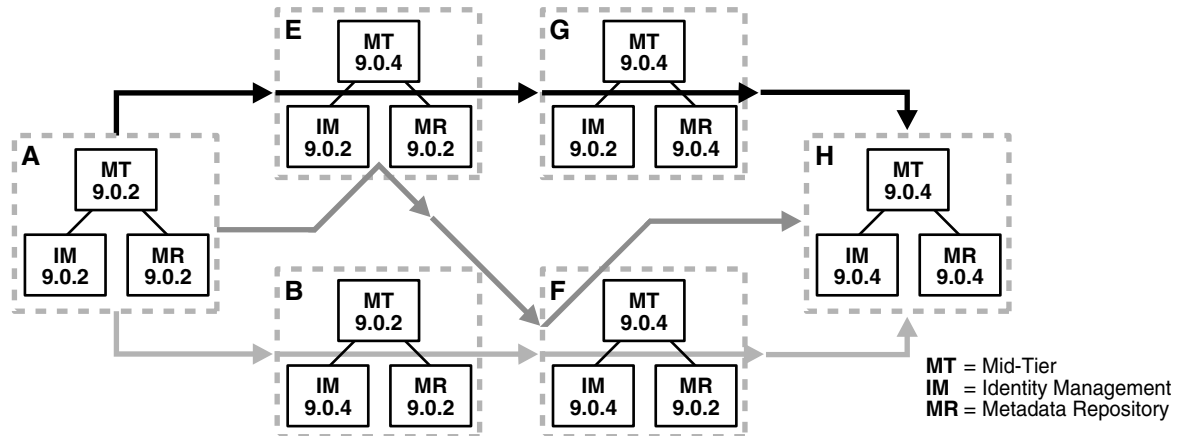 E
MT
9.0.4
IM
9.0.2
MR
9.0.2
G
MT
9.0.4
IM
9.0.2
MR
9.0.4
A
MT
9.0.2
IM
9.0.2
MR
9.0.2
H
MT
9.0.4
IM
9.0.4
MR
9.0.4
B
MT
9.0.2
IM
9.0.4
MR
9.0.2
F
MT
9.0.4
IM
9.0.4
MR
9.0.2
MT = Mid-Tier
IM = Identity Management
MR = Metadata Repository